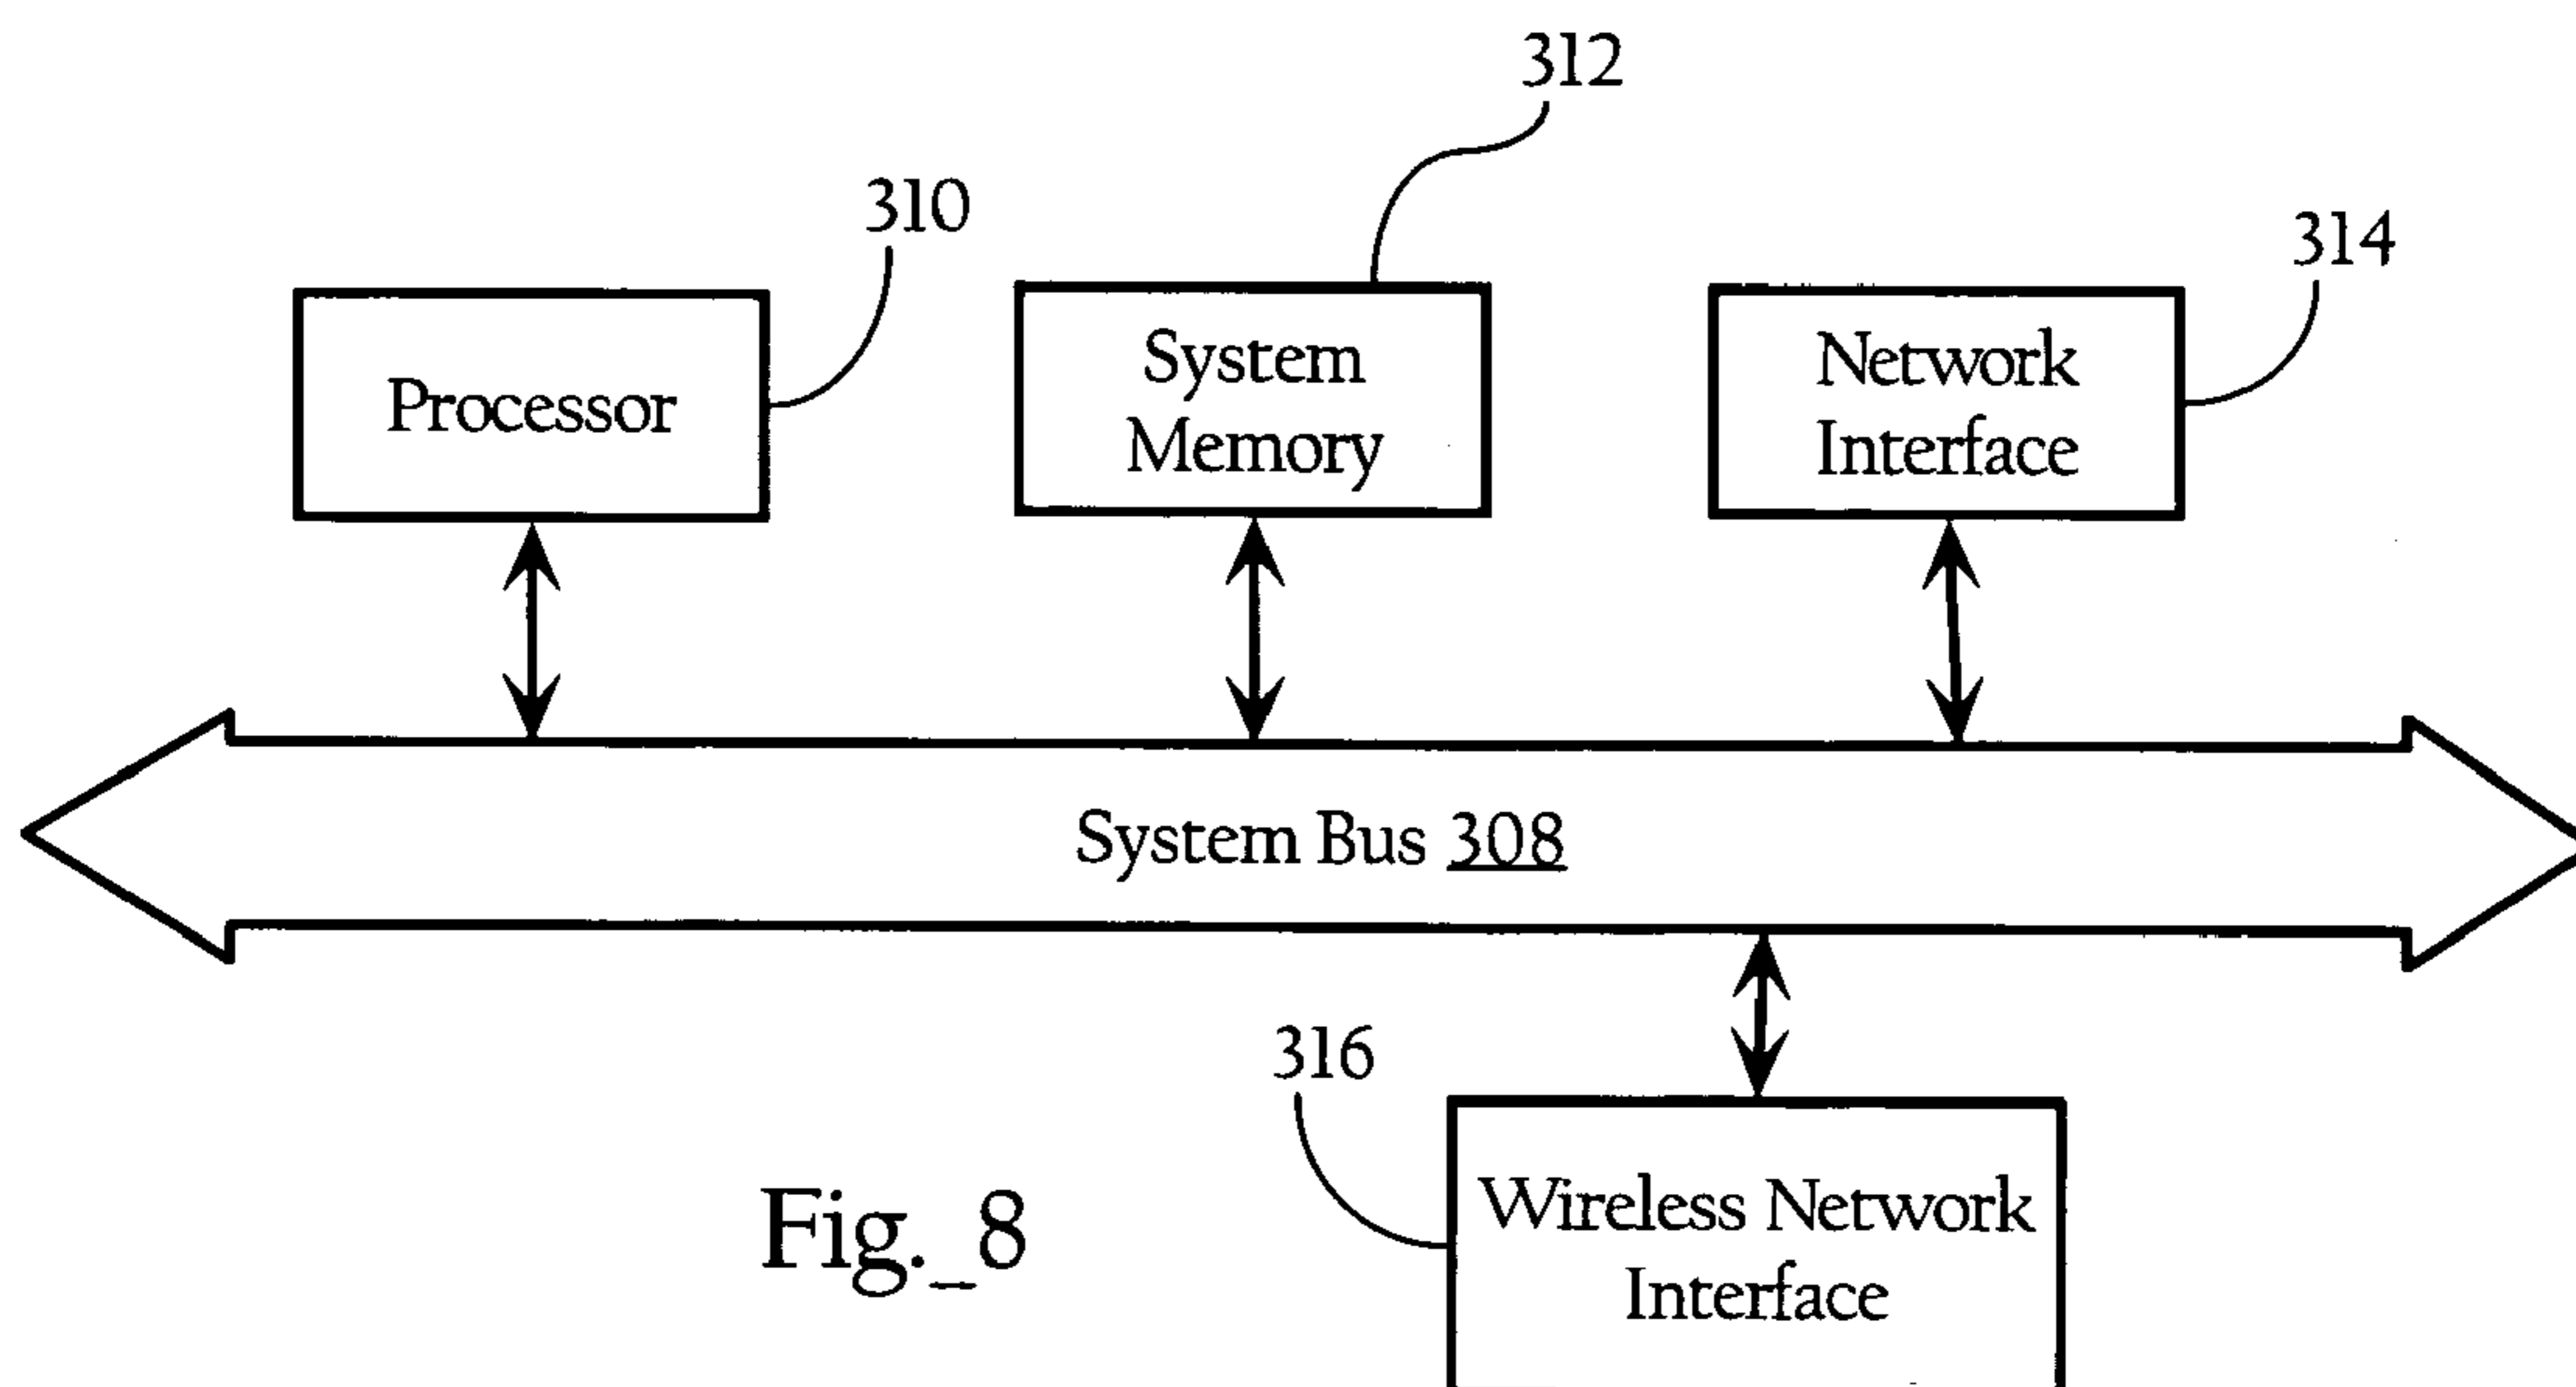 312
310
314
Processor
System
Memory
Network
Interface
System Bus 308
316
Wireless Network
Interface
Fig._8